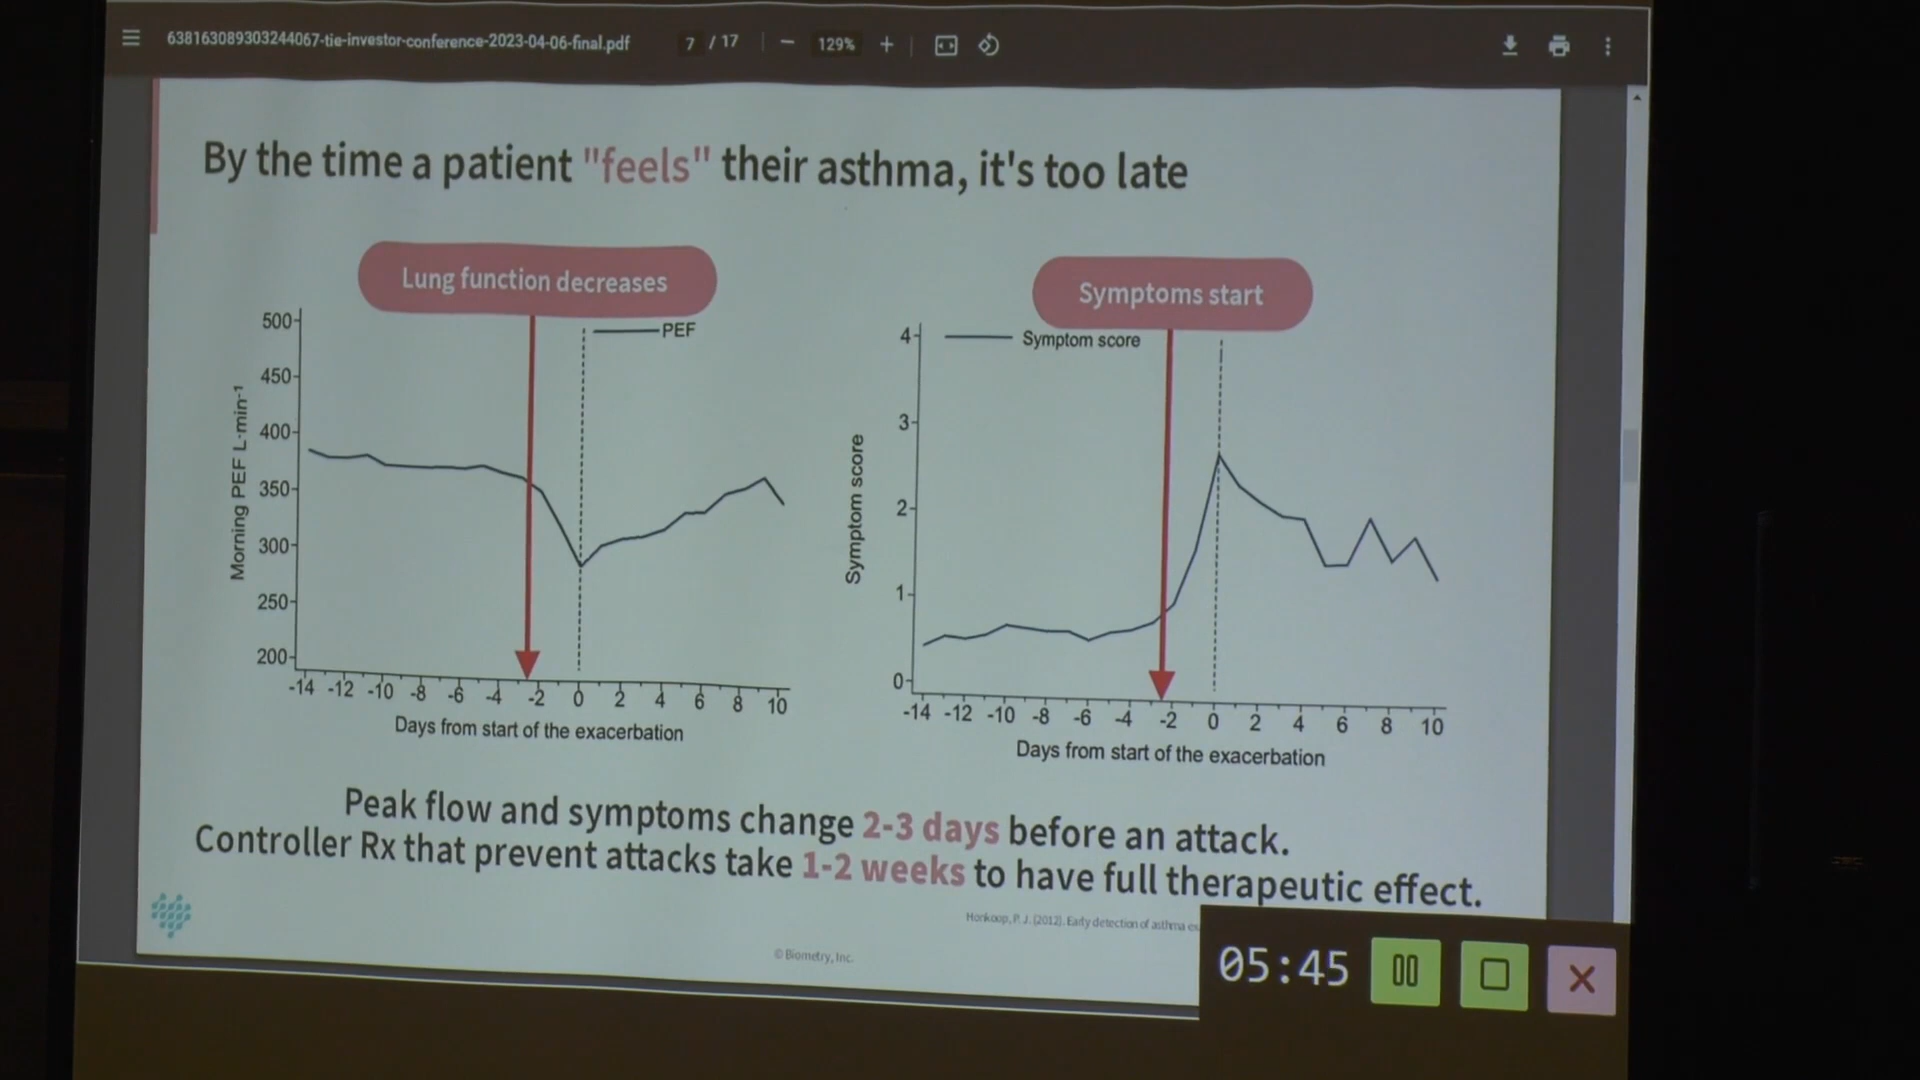 638163089303244067-tie-investor-conference-2023-04-06-final.pdf
7 / 17
129%
By the time a patient "feels" their asthma, it's too late
Lung function decreases
PEF
500
450
400
350
300
250
200
Morning PEF L·min⁻¹
-14 -12 -10 -8 -6 -4 -2 0 2 4 6 8 10
Days from start of the exacerbation
Symptoms start
Symptom score
4
3
2
1
0
Symptom score
-14 -12 -10 -8 -6 -4 -2 0 2 4 6 8 10
Days from start of the exacerbation
Peak flow and symptoms change 2-3 days before an attack.
Controller Rx that prevent attacks take 1-2 weeks to have full therapeutic effect.
Honkoop, P. J. (2012). Early detection of asthma
© Biometry, Inc.
05:45